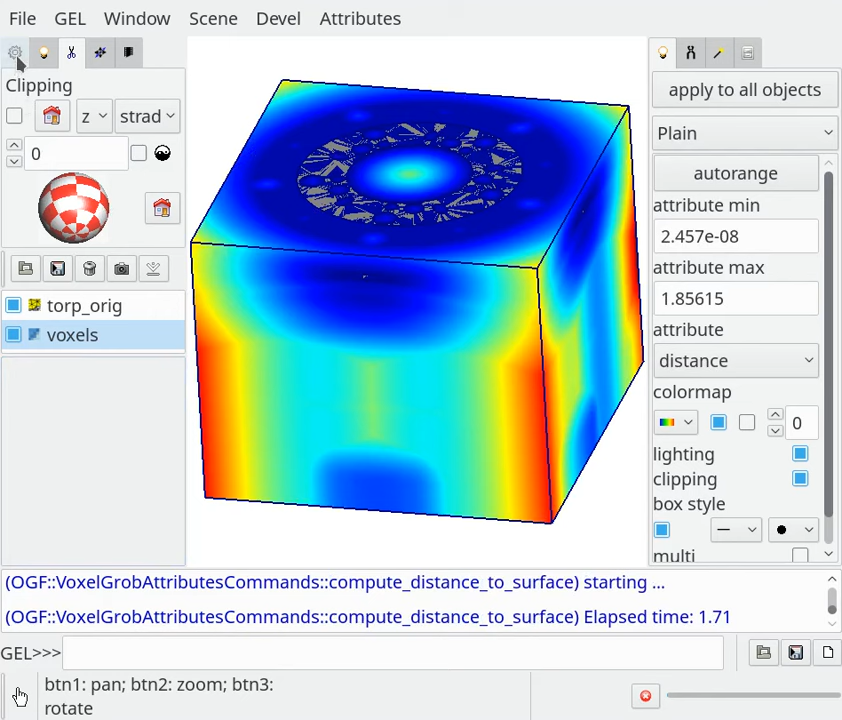 File GEL Window Scene Devel Attributes
Clipping
z strad
0
torp_orig
voxels
apply to all objects
Plain
autorange
attribute min
2.457e-08
attribute max
1.85615
attribute
distance
colormap
0
lighting
clipping
box style
multi
(OGF::VoxelGrobAttributesCommands::compute_distance_to_surface) starting ...
(OGF::VoxelGrobAttributesCommands::compute_distance_to_surface) Elapsed time: 1.71
GEL>>>
btn1: pan; btn2: zoom; btn3:
rotate